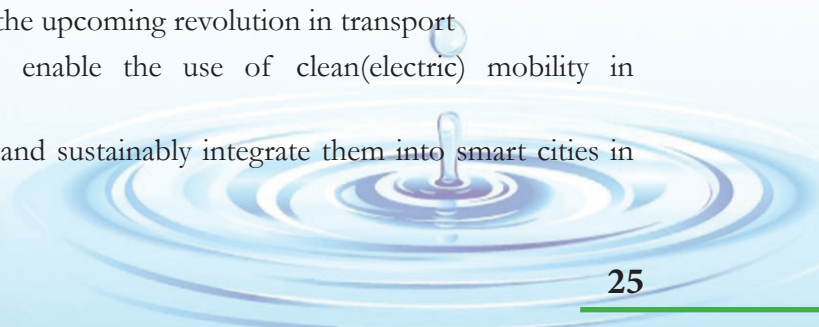 the upcoming revolution in transport
enable the use of clean(electric) mobility in
and sustainably integrate them into smart cities in
25